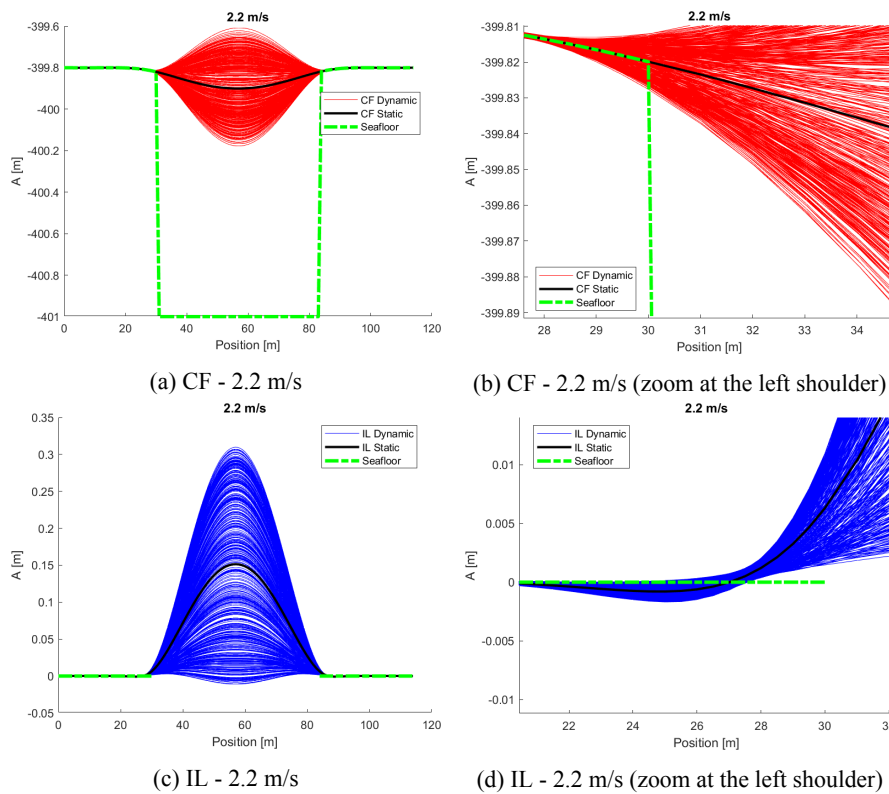 2.2 m/s
-399.6
-399.8
-400
-400.2
-400.4
-400.6
-400.8
-401
A [m]
CF Dynamic
CF Static
Seafloor
0 20 40 60 80 100 120
Position [m]
(a) CF - 2.2 m/s
2.2 m/s
-399.81
-399.82
-399.83
-399.84
-399.85
-399.86
-399.87
-399.88
-399.89
A [m]
CF Dynamic
CF Static
Seafloor
28 29 30 31 32 33 34
Position [m]
(b) CF - 2.2 m/s (zoom at the left shoulder)
2.2 m/s
0.35
0.3
0.25
0.2
0.15
0.1
0.05
0
-0.05
A [m]
IL Dynamic
IL Static
Seafloor
0 20 40 60 80 100 120
Position [m]
(c) IL - 2.2 m/s
2.2 m/s
0.01
0.005
0
-0.005
-0.01
A [m]
IL Dynamic
IL Static
Seafloor
22 24 26 28 30
Position [m]
(d) IL - 2.2 m/s (zoom at the left shoulder)